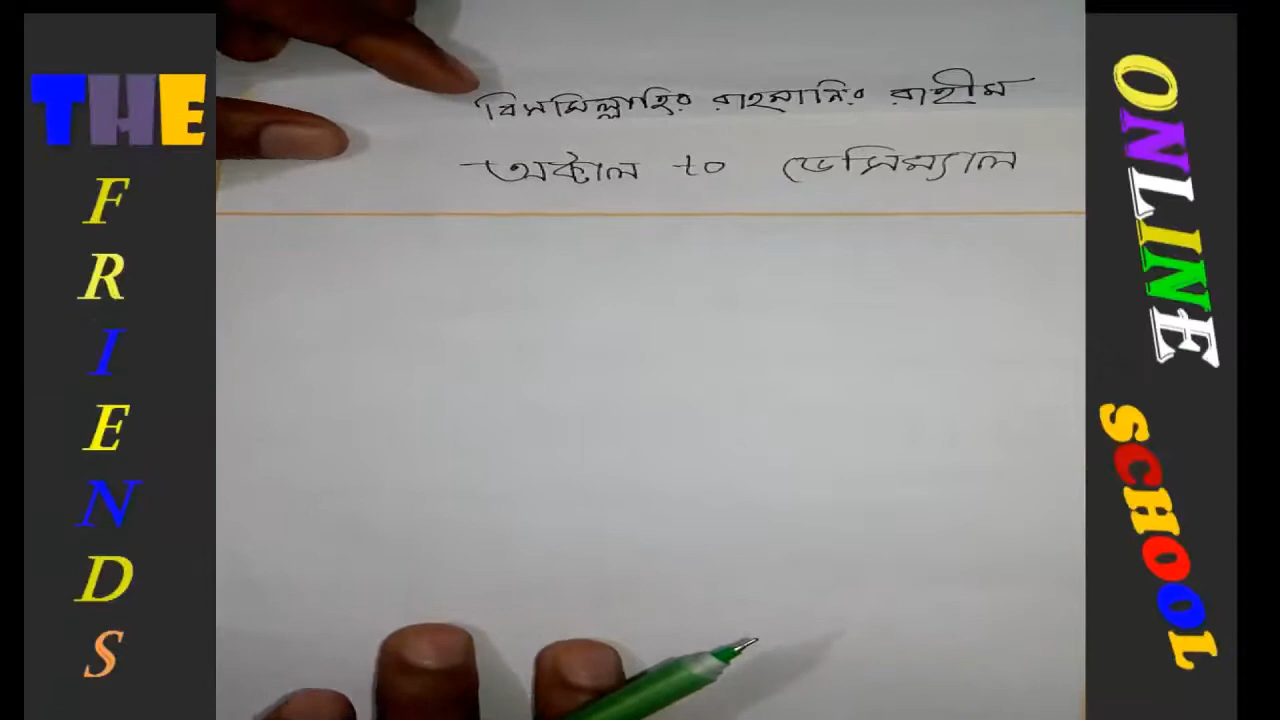 THE
FRIENDS
বিসমিল্লাহির রাহমানির রাহীম
অক্টাল to ডেসিম্যাল
ONLINE
SCHOOL